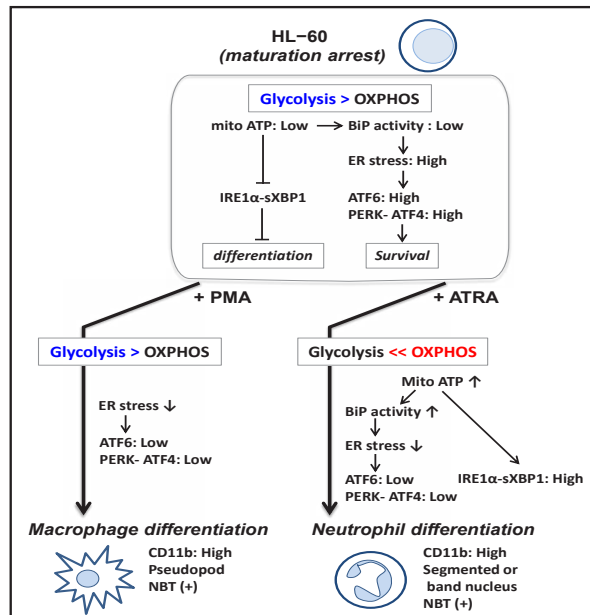 HL−60
(maturation arrest)
Glycolysis > OXPHOS
mito ATP: Low → BiP activity : Low
ER stress: High
IRE1α-sXBP1
ATF6: High
PERK- ATF4: High
differentiation
Survival
+ PMA
+ ATRA
Glycolysis > OXPHOS
Glycolysis << OXPHOS
Mito ATP ↑
ER stress ↓
BiP activity ↑
ATF6: Low
PERK- ATF4: Low
ER stress ↓
ATF6: Low
PERK- ATF4: Low
IRE1α-sXBP1: High
Macrophage differentiation
CD11b: High
Pseudopod
NBT (+)
Neutrophil differentiation
CD11b: High
Segmented or
band nucleus
NBT (+)